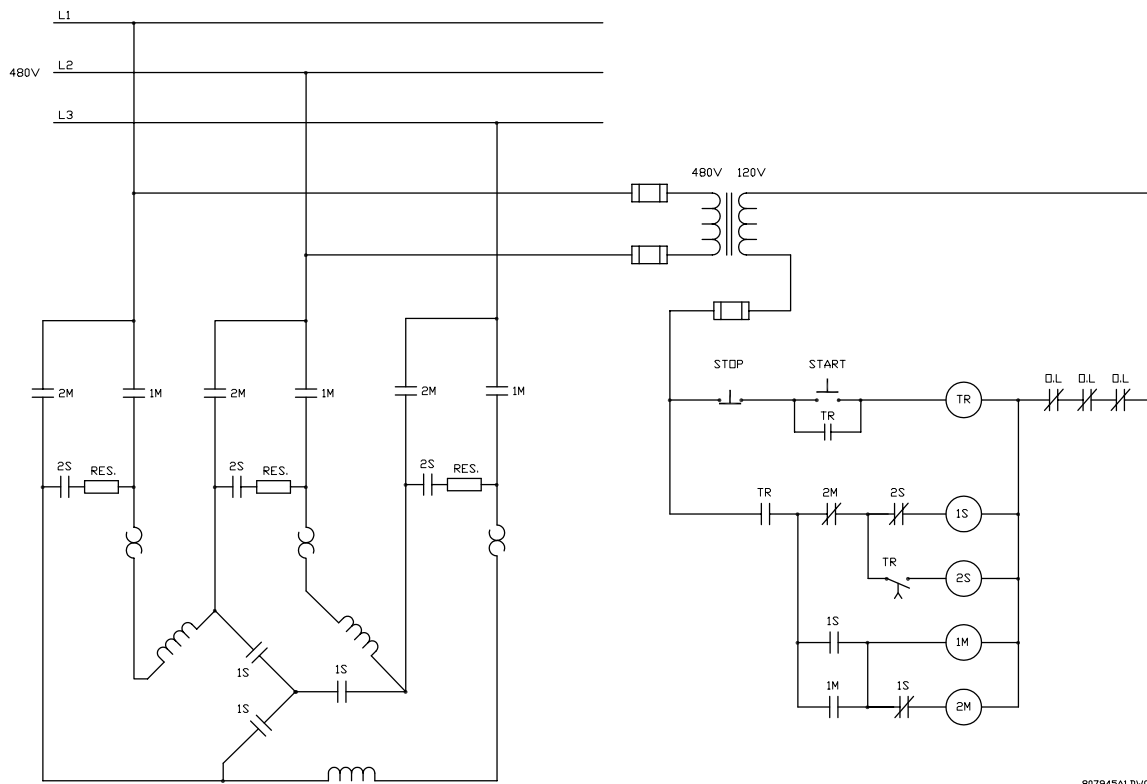 L1
480V L2
L3
480V 120V
STOP START
O.L O.L O.L
TR
TR
2M 1M 2M 1M 2M 1M
2S RES. 2S RES. 2S RES.
TR 2M 2S 1S
TR 2S
1S 1M
1S 1S
1S
1M 1S 2M